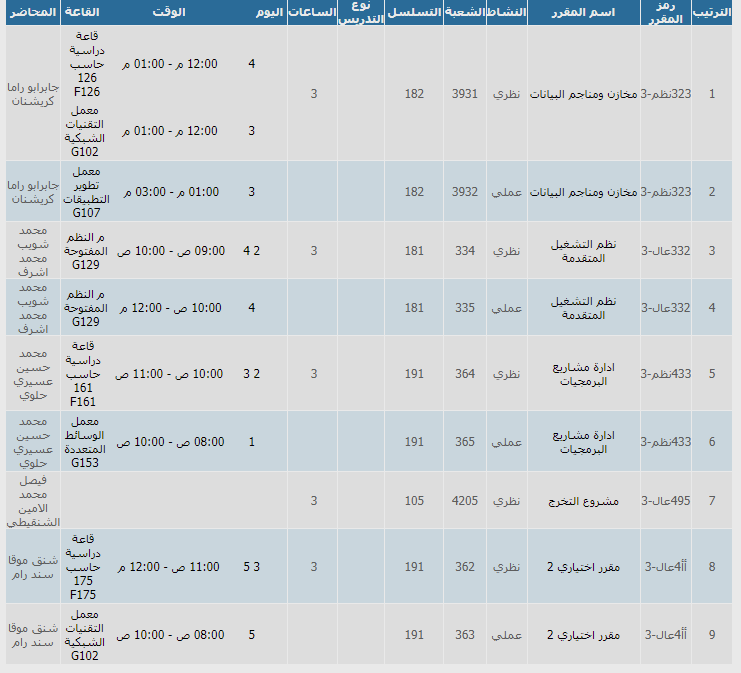 الترتيب رمز المقرر اسم المقرر النشاط الشعبة التسلسل نوع التدريس الساعات اليوم الوقت القاعة المحاضر
1 323نظم-3 مخازن ومناجم البيانات نظري 3931 182 3 4 12:00 م - 01:00 م قاعة دراسية حاسب 126 F126 جابرابو راما كريشنان
3 12:00 م - 01:00 م معمل التقنيات الشبكية G102
2 323نظم-3 مخازن ومناجم البيانات عملي 3932 182 3 01:00 م - 03:00 م معمل تطوير التطبيقات G107 جابرابو راما كريشنان
3 332عال-3 نظم التشغيل المتقدمة نظري 334 181 3 2 4 09:00 ص - 10:00 ص م النظم المفتوحة G129 محمد شويب محمد اشرف
4 332عال-3 نظم التشغيل المتقدمة عملي 335 181 4 10:00 ص - 12:00 م م النظم المفتوحة G129 محمد شويب محمد اشرف
5 433نظم-3 ادارة مشاريع البرمجيات نظري 364 191 3 2 3 10:00 ص - 11:00 ص قاعة دراسية حاسب 161 F161 محمد حسين عسيري حلوي
6 433نظم-3 ادارة مشاريع البرمجيات عملي 365 191 1 08:00 ص - 10:00 ص معمل الوسائط المتعددة G153 محمد حسين عسيري حلوي
7 495عال-3 مشروع التخرج نظري 4205 105 3 فيصل محمد الامين الشنقيطي
8 4أأعال-3 مقرر اختياري 2 نظري 362 191 3 3 5 11:00 ص - 12:00 م قاعة دراسية حاسب 175 F175 شنق موقا سند رام
9 4أأعال-3 مقرر اختياري 2 عملي 363 191 5 08:00 ص - 10:00 ص معمل التقنيات الشبكية G102 شنق موقا سند رام